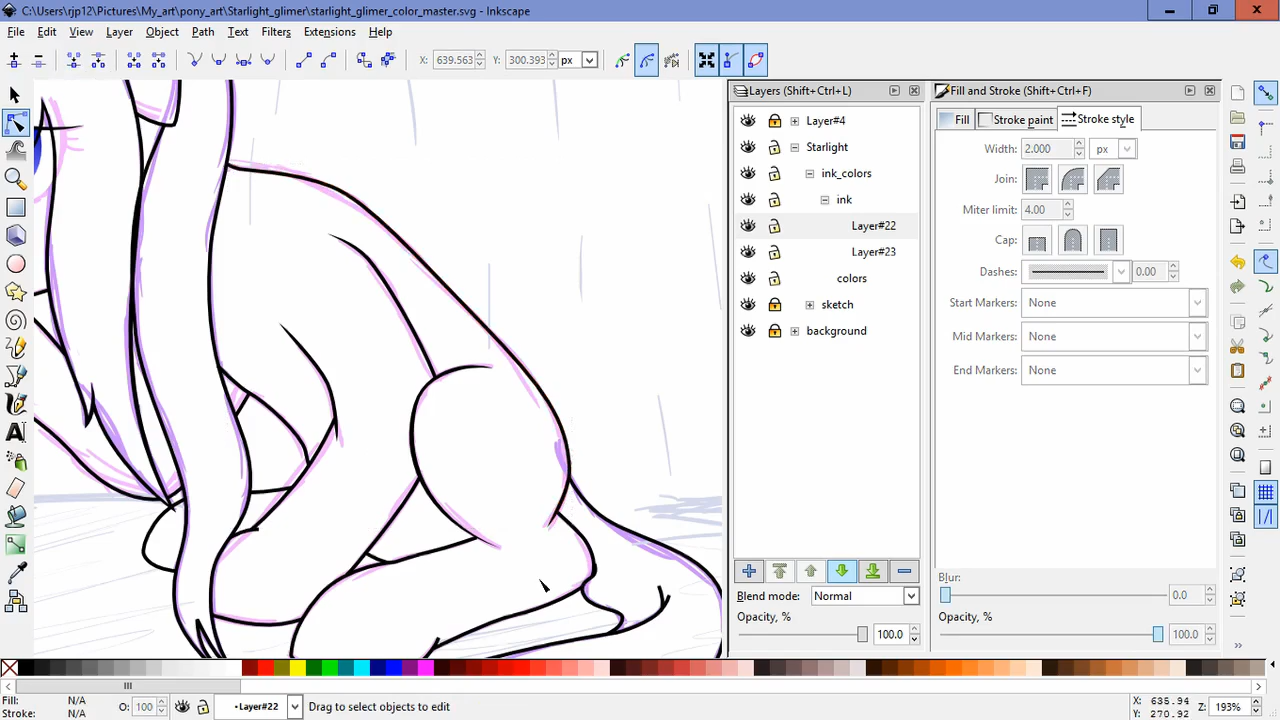 C:\Users\rjp12\Pictures\My_art\pony_art\Starlight_glimer\starlight_glimer_color_master.svg - Inkscape
File Edit View Layer Object Path Text Filters Extensions Help
X: 639.563 Y: 300.393 px
Layers (Shift+Ctrl+L)
Fill and Stroke (Shift+Ctrl+F)
Layer#4
Starlight
ink_colors
ink
Layer#22
Layer#23
colors
sketch
background
Fill Stroke paint Stroke style
Width: 2.000 px
Join:
Miter limit: 4.00
Cap:
Dashes: 0.00
Start Markers: None
Mid Markers: None
End Markers: None
Blend mode: Normal
Opacity, % 100.0
Blur: 0.0
Opacity, % 100.0
Fill: N/A
Stroke: N/A
O: 100
•Layer#22
Drag to select objects to edit
X: 635.94
Y: 270.92
Z: 193%